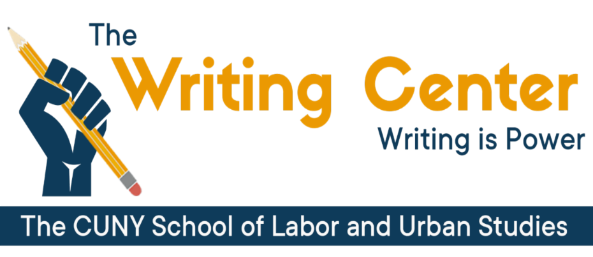 The
Writing Center
Writing is Power
The CUNY School of Labor and Urban Studies